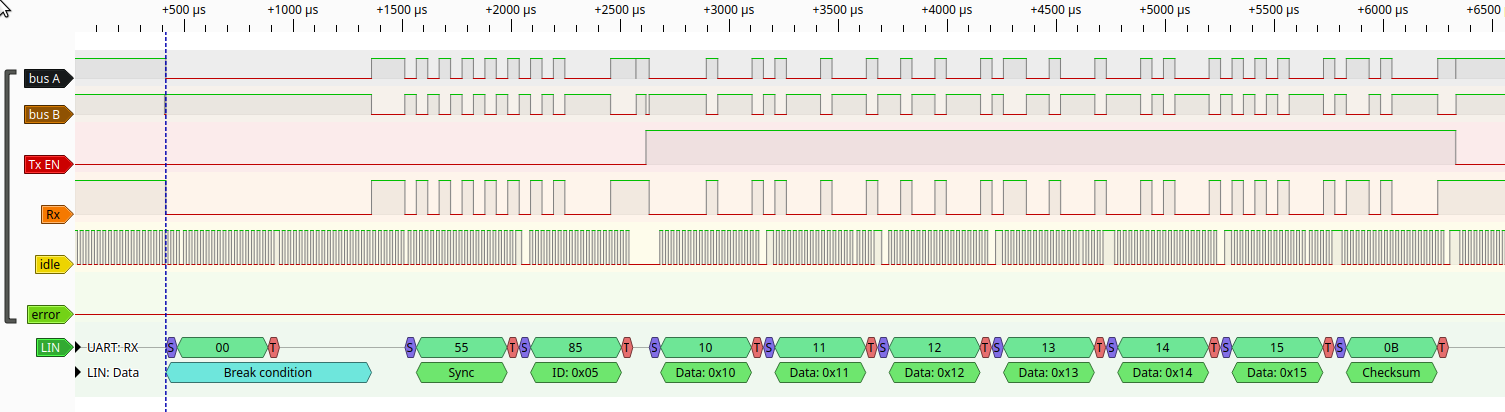 +500 µs +1000 µs +1500 µs +2000 µs +2500 µs +3000 µs +3500 µs +4000 µs +4500 µs +5000 µs +5500 µs +6000 µs +6500
bus A
bus B
Tx EN
Rx
idle
error
LIN UART: RX S 00 T S 55 T S 85 T S 10 T S 11 T S 12 T S 13 T S 14 T S 15 T S 0B T
LIN: Data Break condition Sync ID: 0x05 Data: 0x10 Data: 0x11 Data: 0x12 Data: 0x13 Data: 0x14 Data: 0x15 Checksum